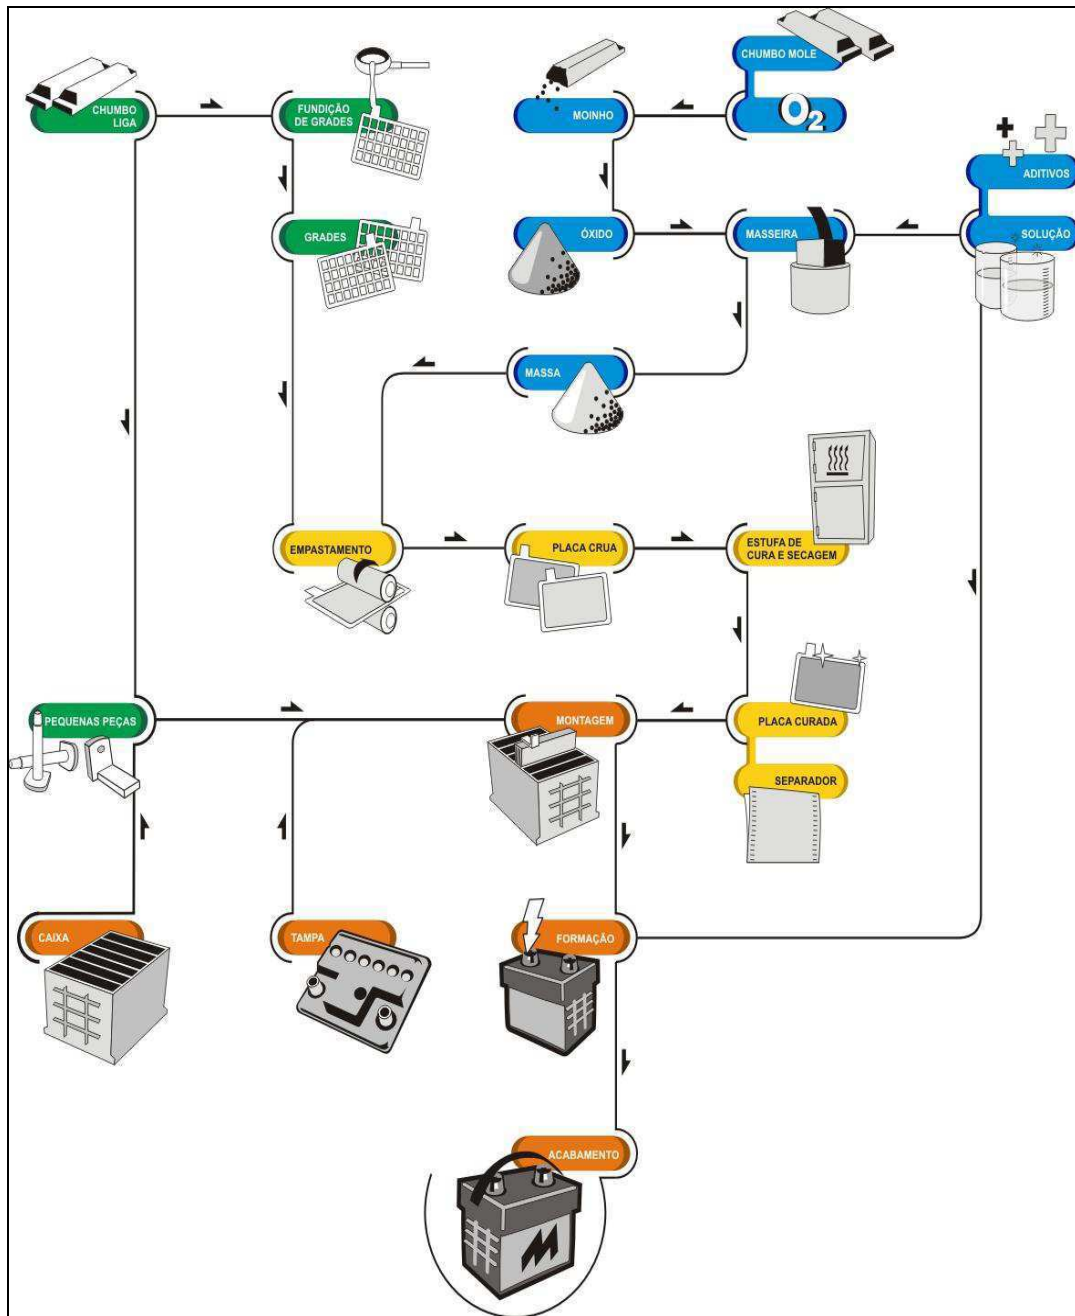 CHUMBO
LIGA
FUNDIÇÃO
DE GRADES
MOINHO
CHUMBO MOLE
O2
ADITIVOS
SOLUÇÃO
GRADES
ÓXIDO
MASSEIRA
MASSA
EMPASTAMENTO
PLACA CRUA
ESTUFA DE
CURA E SECAGEM
PEQUENAS PEÇAS
MONTAGEM
PLACA CURADA
SEPARADOR
CAIXA
TAMPA
FORMAÇÃO
ACABAMENTO